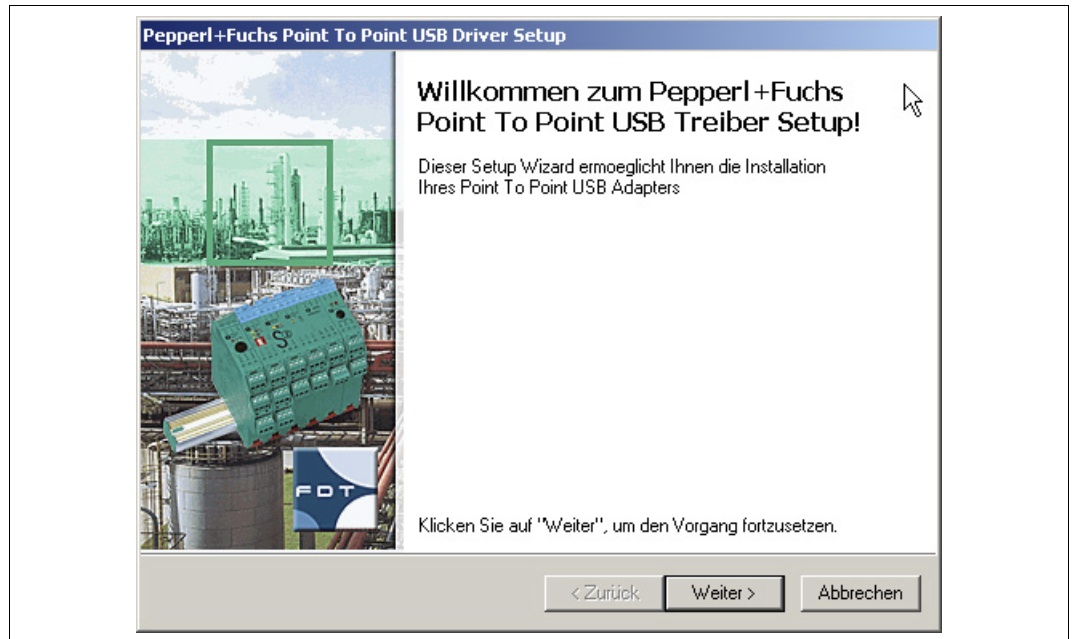 Pepperl+Fuchs Point To Point USB Driver Setup
Willkommen zum Pepperl+Fuchs
Point To Point USB Treiber Setup!
Dieser Setup Wizard ermoeglicht Ihnen die Installation
Ihres Point To Point USB Adapters
FDT
Klicken Sie auf "Weiter", um den Vorgang fortzusetzen.
< Zurück
Weiter >
Abbrechen